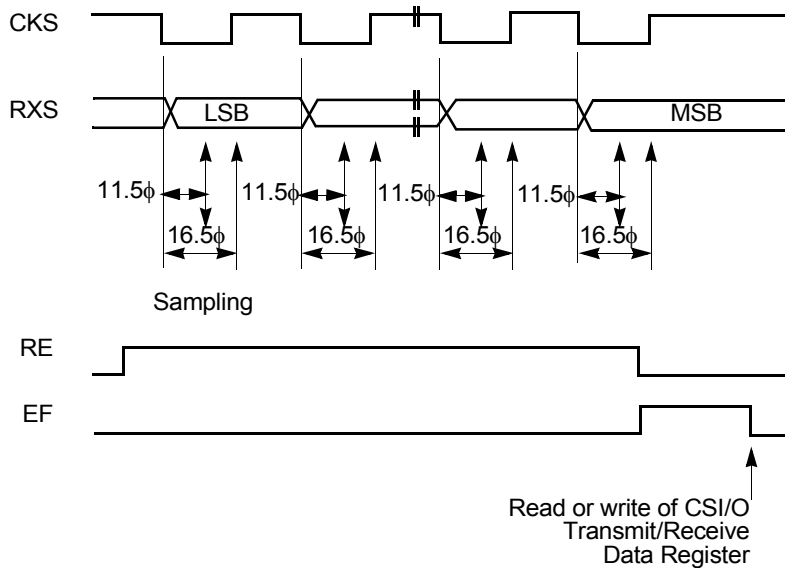 CKS
RXS
LSB
MSB
11.5ϕ
11.5ϕ
11.5ϕ
11.5ϕ
16.5ϕ
16.5ϕ
16.5ϕ
16.5ϕ
Sampling
RE
EF
Read or write of CSI/O
Transmit/Receive
Data Register